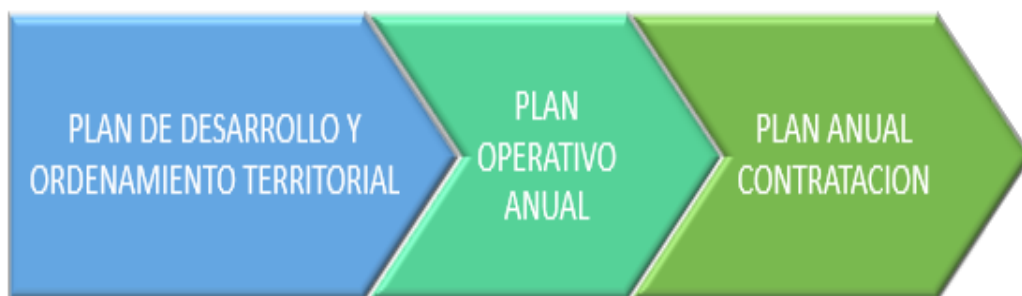 PLAN DE DESARROLLO Y
ORDENAMIENTO TERRITORIAL
PLAN
OPERATIVO
ANUAL
PLAN ANUAL
CONTRATACION